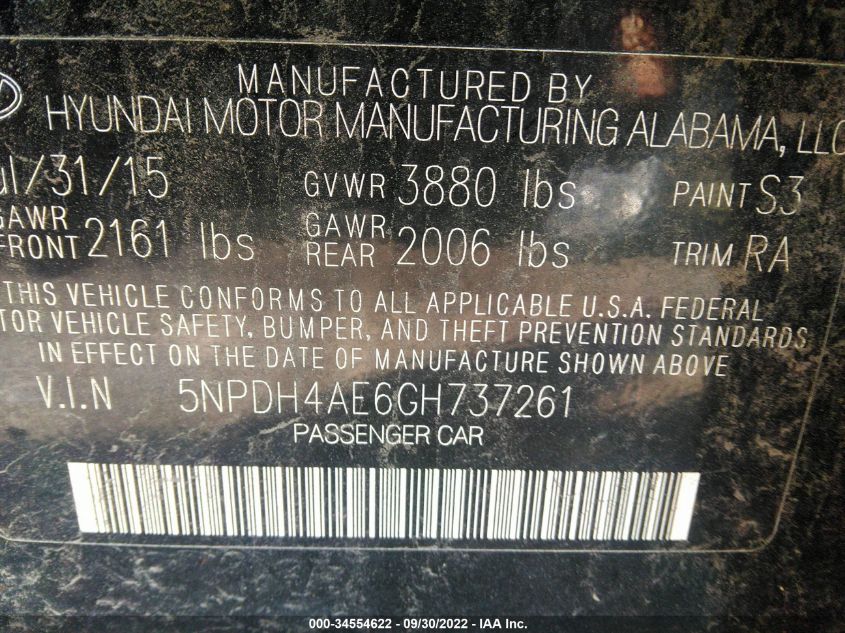 MANUFACTURED BY
HYUNDAI MOTOR MANUFACTURING ALABAMA, LLC
ul/31/15 GVWR 3880 lbs PAINT S3
GAWR FRONT 2161 lbs GAWR REAR 2006 lbs TRIM RA
THIS VEHICLE CONFORMS TO ALL APPLICABLE U.S.A. FEDERAL
TOR VEHICLE SAFETY, BUMPER, AND THEFT PREVENTION STANDARDS
IN EFFECT ON THE DATE OF MANUFACTURE SHOWN ABOVE
V.I.N 5NPDH4AE6GH737261
PASSENGER CAR
000-34554622 - 09/30/2022 - IAA Inc.